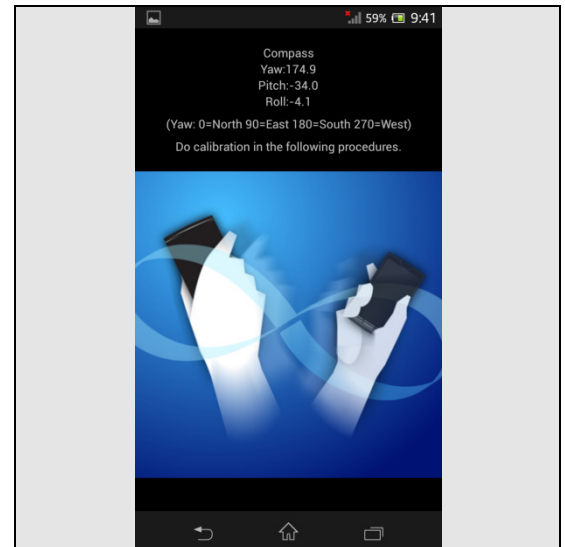 59% 9:41
Compass
Yaw:174.9
Pitch:-34.0
Roll:-4.1
(Yaw: 0=North 90=East 180=South 270=West)
Do calibration in the following procedures.